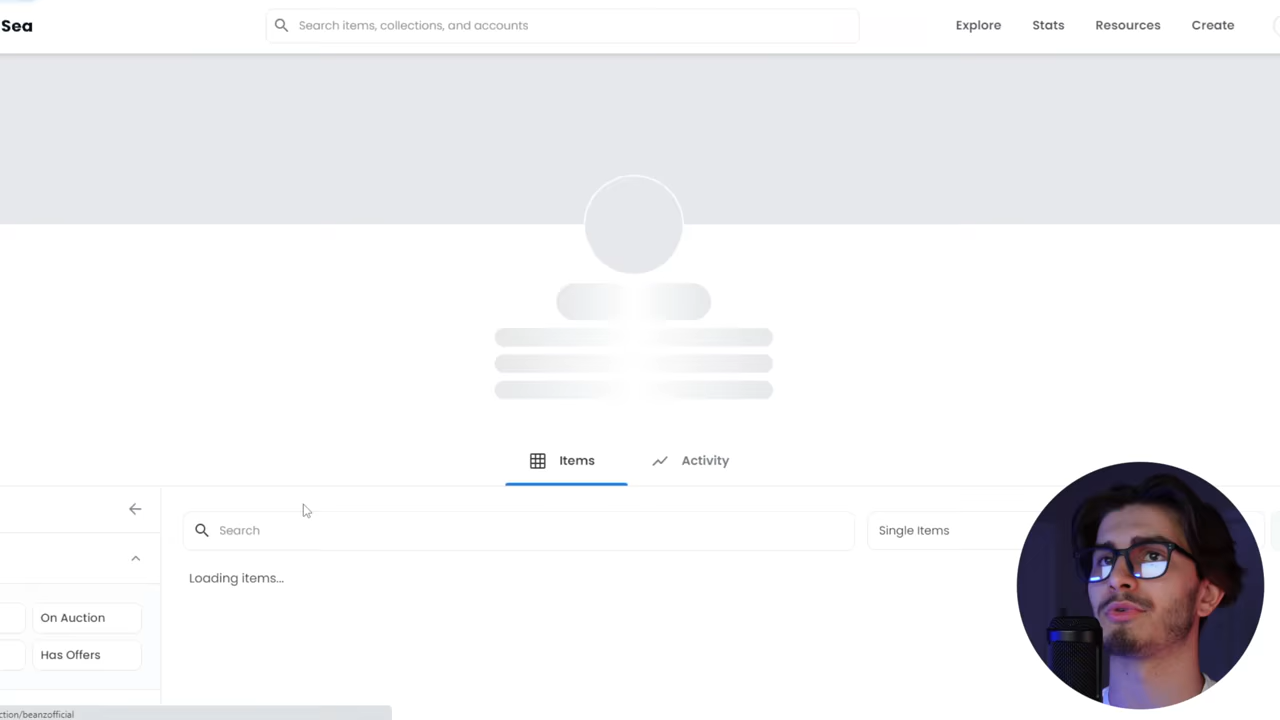 Sea
Search items, collections, and accounts
Explore
Stats
Resources
Create
Items
Activity
Search
Single Items
Loading items...
On Auction
Has Offers
ction/beanzofficial